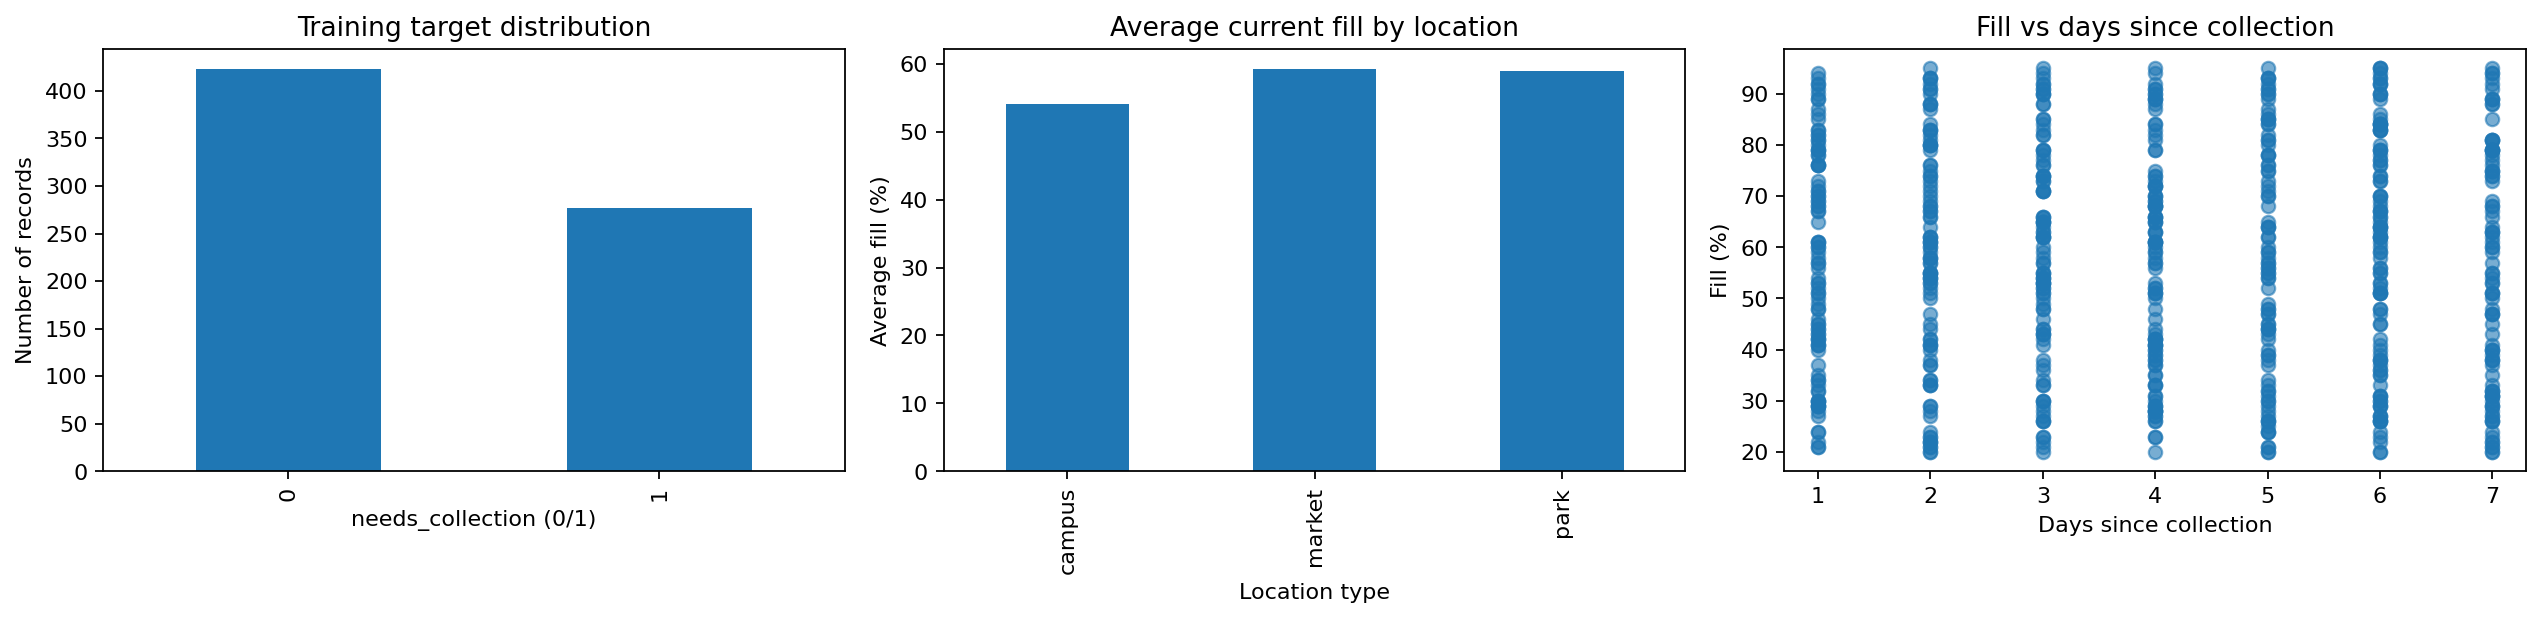 Training target distribution
Number of records
400
350
300
250
200
150
100
50
0
0
1
needs_collection (0/1)
Average current fill by location
Average fill (%)
60
50
40
30
20
10
0
campus
market
park
Location type
Fill vs days since collection
Fill (%)
90
80
70
60
50
40
30
20
1 2 3 4 5 6 7
Days since collection